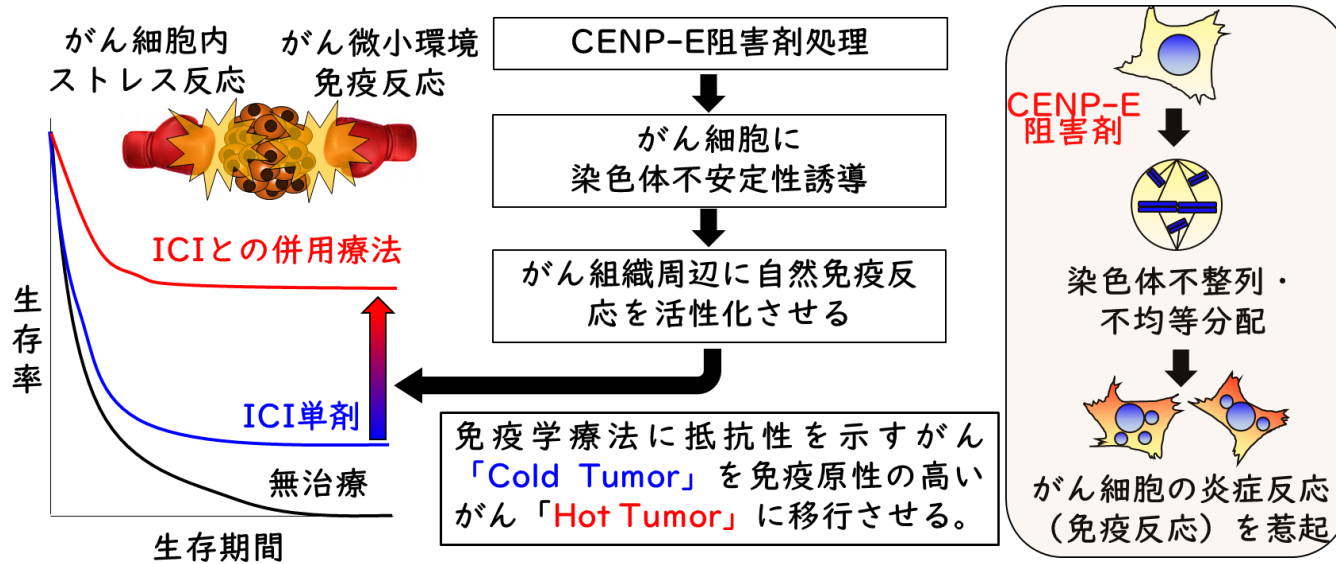 がん細胞内
ストレス反応
がん微小環境
免疫反応
生存率
ICIとの併用療法
ICI単剤
無治療
生存期間
CENP-E阻害剤処理
がん細胞に
染色体不安定性誘導
がん組織周辺に自然免疫反
応を活性化させる
免疫学療法に抵抗性を示すがん
「Cold Tumor」を免疫原性の高い
がん「Hot Tumor」に移行させる。
CENP-E
阻害剤
染色体不整列・
不均等分配
がん細胞の炎症反応
（免疫反応）を惹起